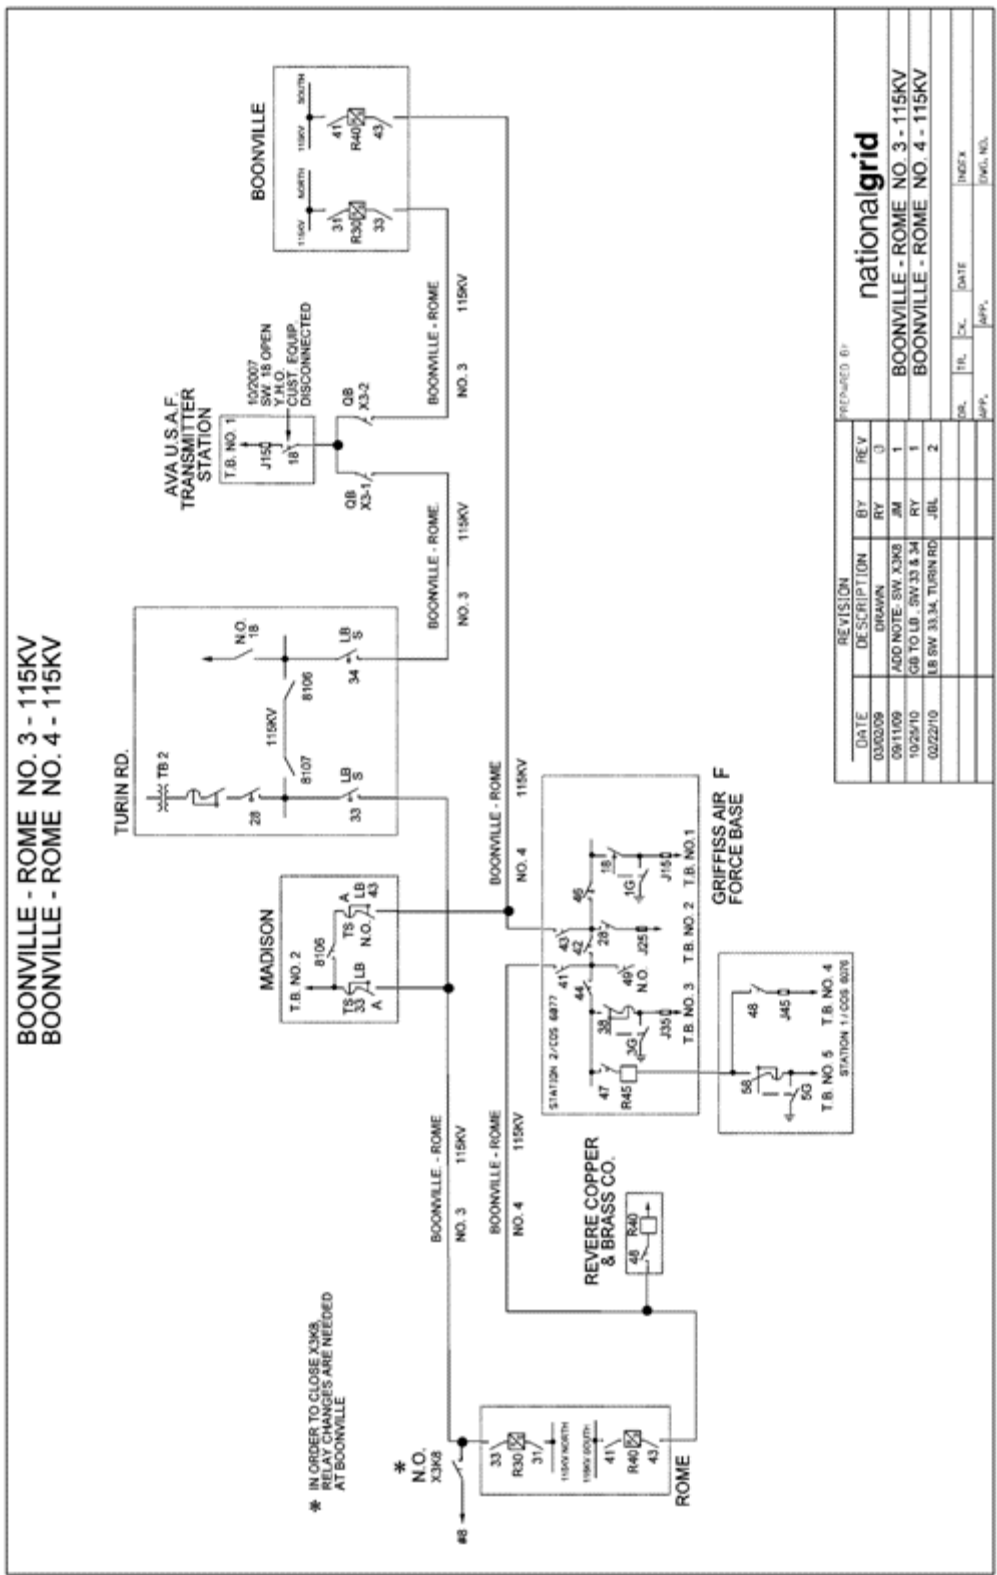 BOONVILLE - ROME NO. 3 - 115KV
BOONVILLE - ROME NO. 4 - 115KV
* IN ORDER TO CLOSE X3K8,
RELAY CHANGES ARE NEEDED
AT BOONVILLE
*
N.O.
X3K8
#8
ROME
33
R30
31
115KV NORTH
115KV SOUTH
41
R40
43
BOONVILLE - ROME
NO. 3 115KV
BOONVILLE - ROME
NO. 4 115KV
REVERE COPPER
& BRASS CO.
48
R40
MADISON
T.B. NO. 2
8106
TS
33
LB
A
TS
A
LB
43
N.O.
TURIN RD.
TB 2
28
33
LB
S
8107
115KV
8106
N.O.
18
34
LB
S
BOONVILLE - ROME
NO. 4 115KV
GRIFFISS AIR F
FORCE BASE
STATION 2/COS 6077
47
R45
44
41
42
43
46
38
3G
J35
T.B. NO. 3
49
N.O.
28
J25
T.B. NO. 2
18
1G
J15
T.B. NO.1
58
5G
T.B. NO. 5
48
J45
T.B. NO. 4
STATION 1/COS 6076
BOONVILLE - ROME
NO. 3 115KV
AVA U.S.A.F.
TRANSMITTER
STATION
T.B. NO. 1
J15
18
10/2007
SW. 18 OPEN
Y.H.O.
CUST. EQUIP.
DISCONNECTED
QB
X3-1
QB
X3-2
BOONVILLE - ROME
NO. 3 115KV
BOONVILLE
115KV NORTH
31
R30
33
115KV SOUTH
41
R40
43
REVISION
DATE DESCRIPTION BY REV
03/02/09 DRAWN RY 0
09/11/09 ADD NOTE- SW. X3K8 JM 1
10/25/10 GB TO LB . SW 33 & 34 RY 1
02/22/10 LB SW 33,34, TURIN RD JBL 2
PREPARED BY
nationalgrid
BOONVILLE - ROME NO. 3 - 115KV
BOONVILLE - ROME NO. 4 - 115KV
DR. TR. CK. DATE INDEX
APP. APP. DWG. NO.